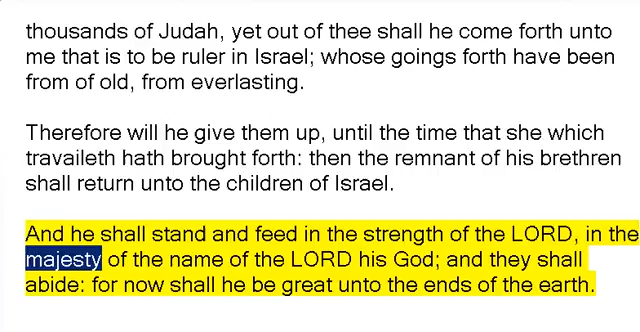 thousands of Judah, yet out of thee shall he come forth unto
me that is to be ruler in Israel; whose goings forth have been
from of old, from everlasting.
Therefore will he give them up, until the time that she which
travaileth hath brought forth: then the remnant of his brethren
shall return unto the children of Israel.
And he shall stand and feed in the strength of the LORD, in the
majesty of the name of the LORD his God; and they shall
abide: for now shall he be great unto the ends of the earth.